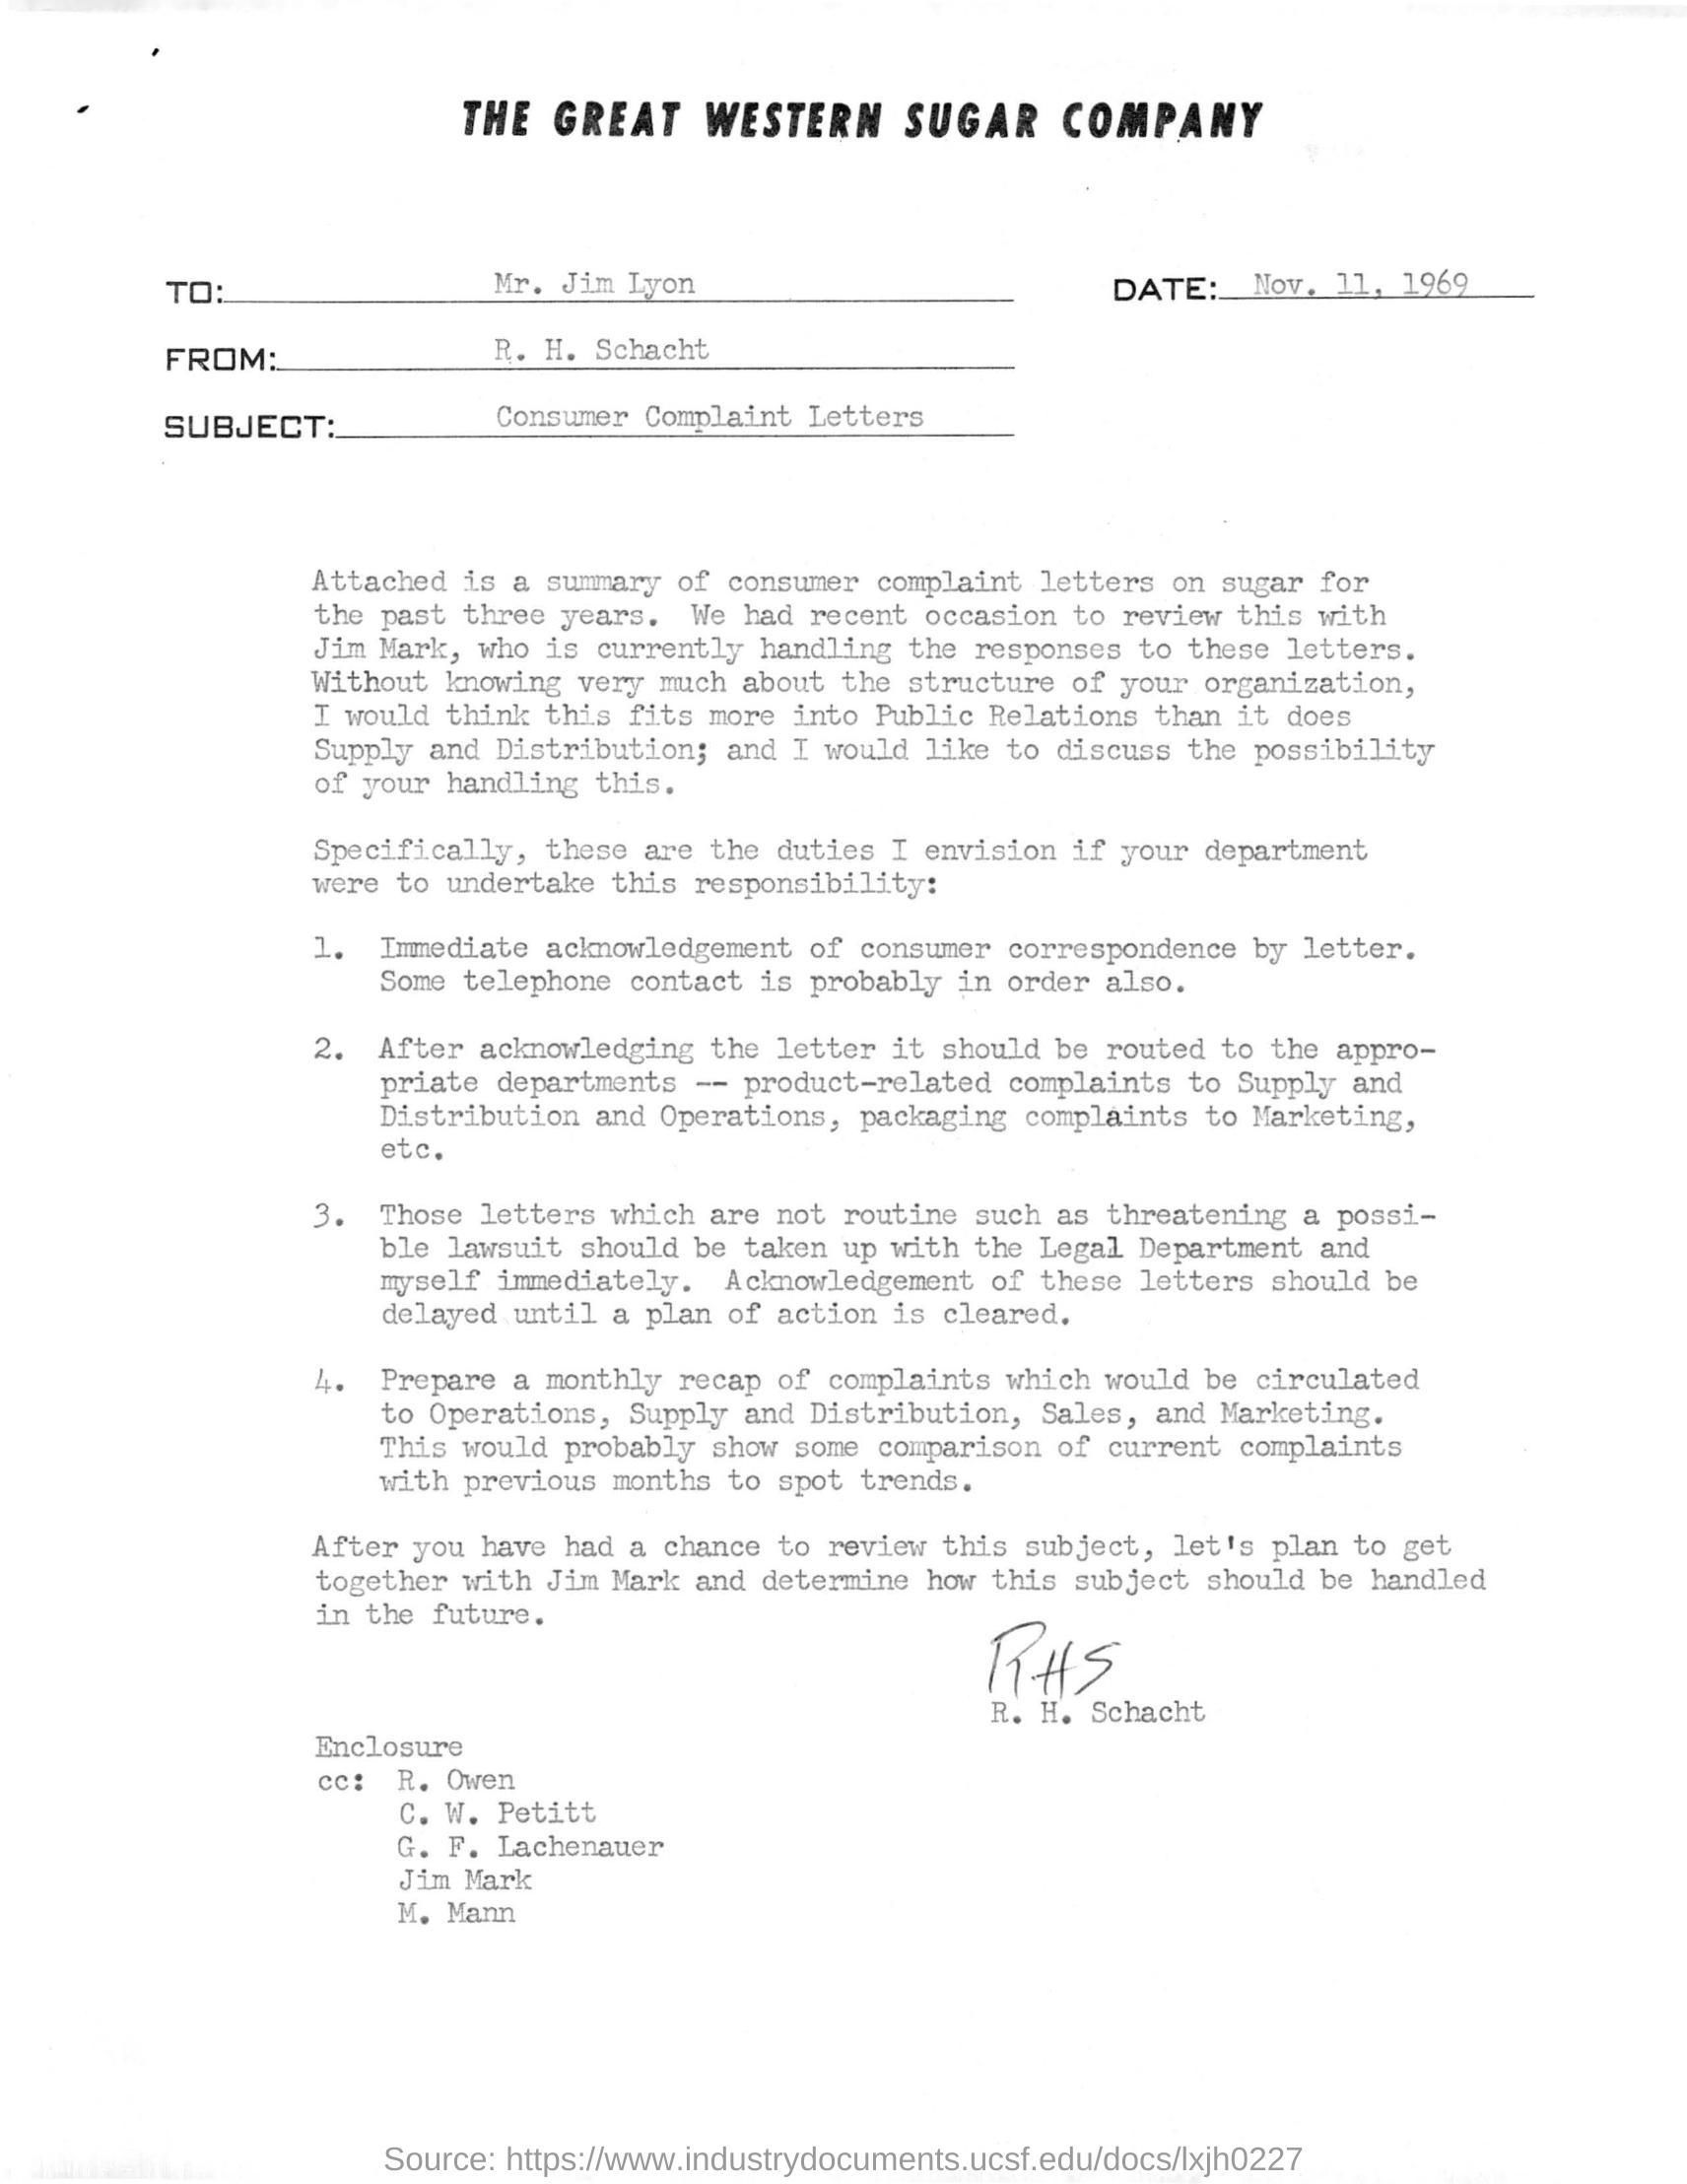 THE GREAT WESTERN SUGAR COMPANY
TO: Mr. Jim Lyon DATE: Nov. 11, 1969
FROM: R. H. Schacht
SUBJECT: Consumer Complaint Letters
Attached is a summary of consumer complaint letters on sugar for
the past three years. We had recent occasion to review this with
Jim Mark, who is currently handling the responses to these letters.
Without knowing very much about the structure of your organization,
I would think this fits more into Public Relations than it does
Supply and Distribution; and I would like to discuss the possibility
of your handling this.
Specifically, these are the duties I envision if your department
were to undertake this responsibility:
1. Immediate acknowledgement of consumer correspondence by letter.
Some telephone contact is probably in order also.
2. After acknowledging the letter it should be routed to the appro-
priate departments -- product-related complaints to Supply and
Distribution and Operations, packaging complaints to Marketing,
etc.
3. Those letters which are not routine such as threatening a possi-
ble lawsuit should be taken up with the Legal Department and
myself immediately. Acknowledgement of these letters should be
delayed until a plan of action is cleared.
4. Prepare a monthly recap of complaints which would be circulated
to Operations, Supply and Distribution, Sales, and Marketing.
This would probably show some comparison of current complaints
with previous months to spot trends.
After you have had a chance to review this subject, let's plan to get
together with Jim Mark and determine how this subject should be handled
in the future.
RHS
R. H. Schacht
Enclosure
cc: R. Owen
C. W. Petitt
G. F. Lachenauer
Jim Mark
M. Mann
Source: https://www.industrydocuments.ucsf.edu/docs/lxjh0227